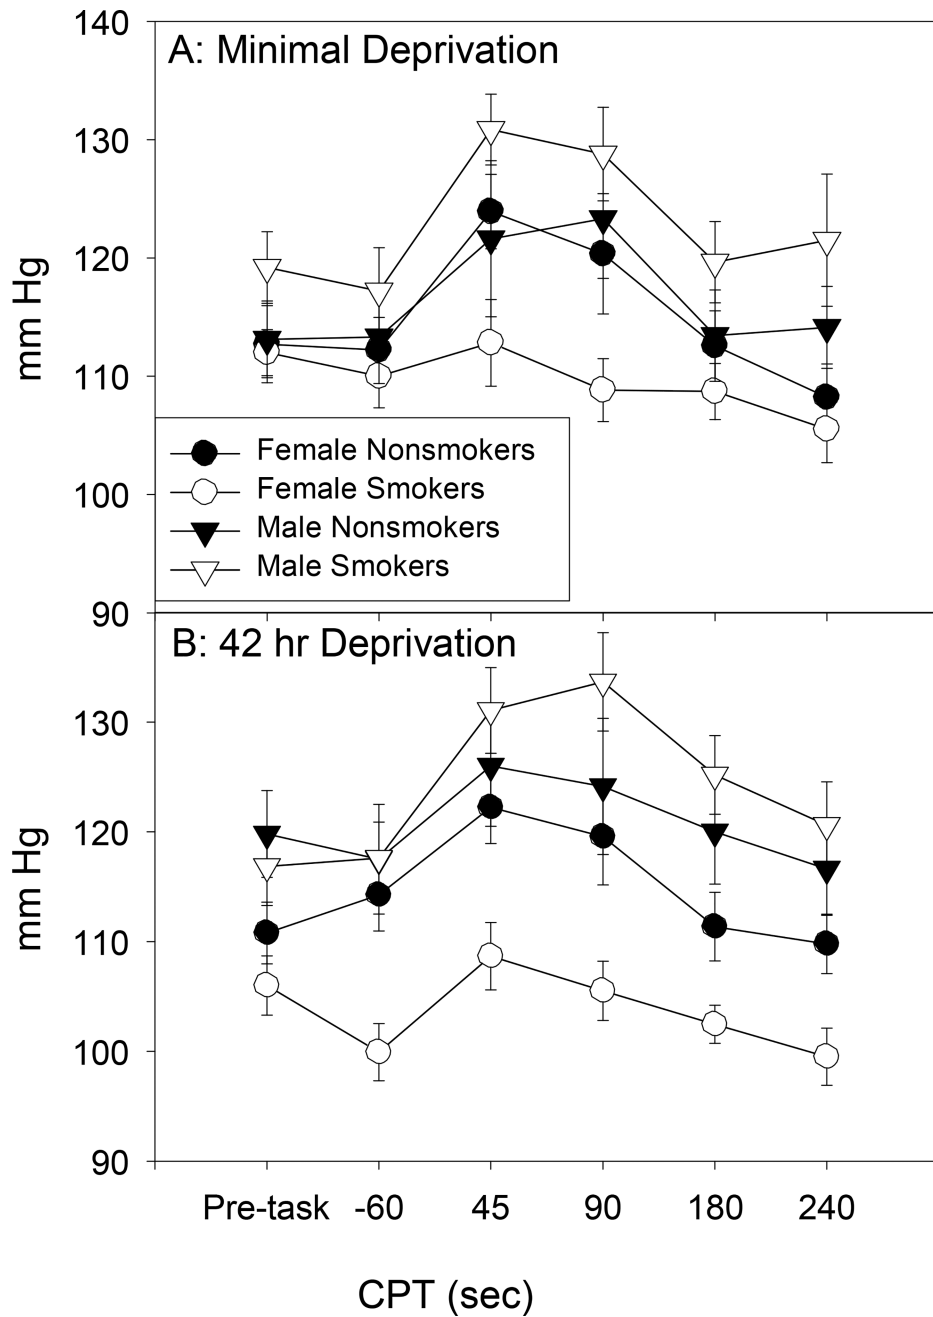 140
A: Minimal Deprivation
130
120
mm Hg
110
100
90
Female Nonsmokers
Female Smokers
Male Nonsmokers
Male Smokers
B: 42 hr Deprivation
130
120
mm Hg
110
100
90
Pre-task -60 45 90 180 240
CPT (sec)